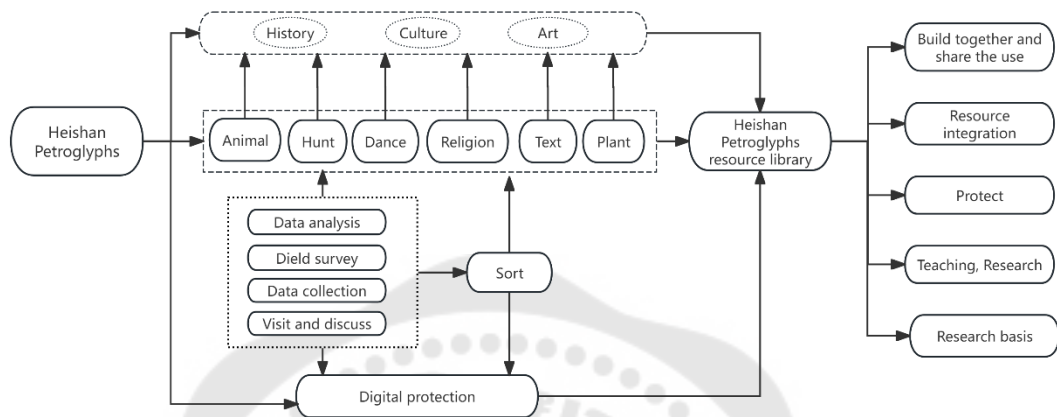 History
Culture
Art
Heishan
Petroglyphs
Animal
Hunt
Dance
Religion
Text
Plant
Heishan
Petroglyphs
resource library
Data analysis
Dield survey
Data collection
Visit and discuss
Sort
Digital protection
Build together and
share the use
Resource
integration
Protect
Teaching, Research
Research basis